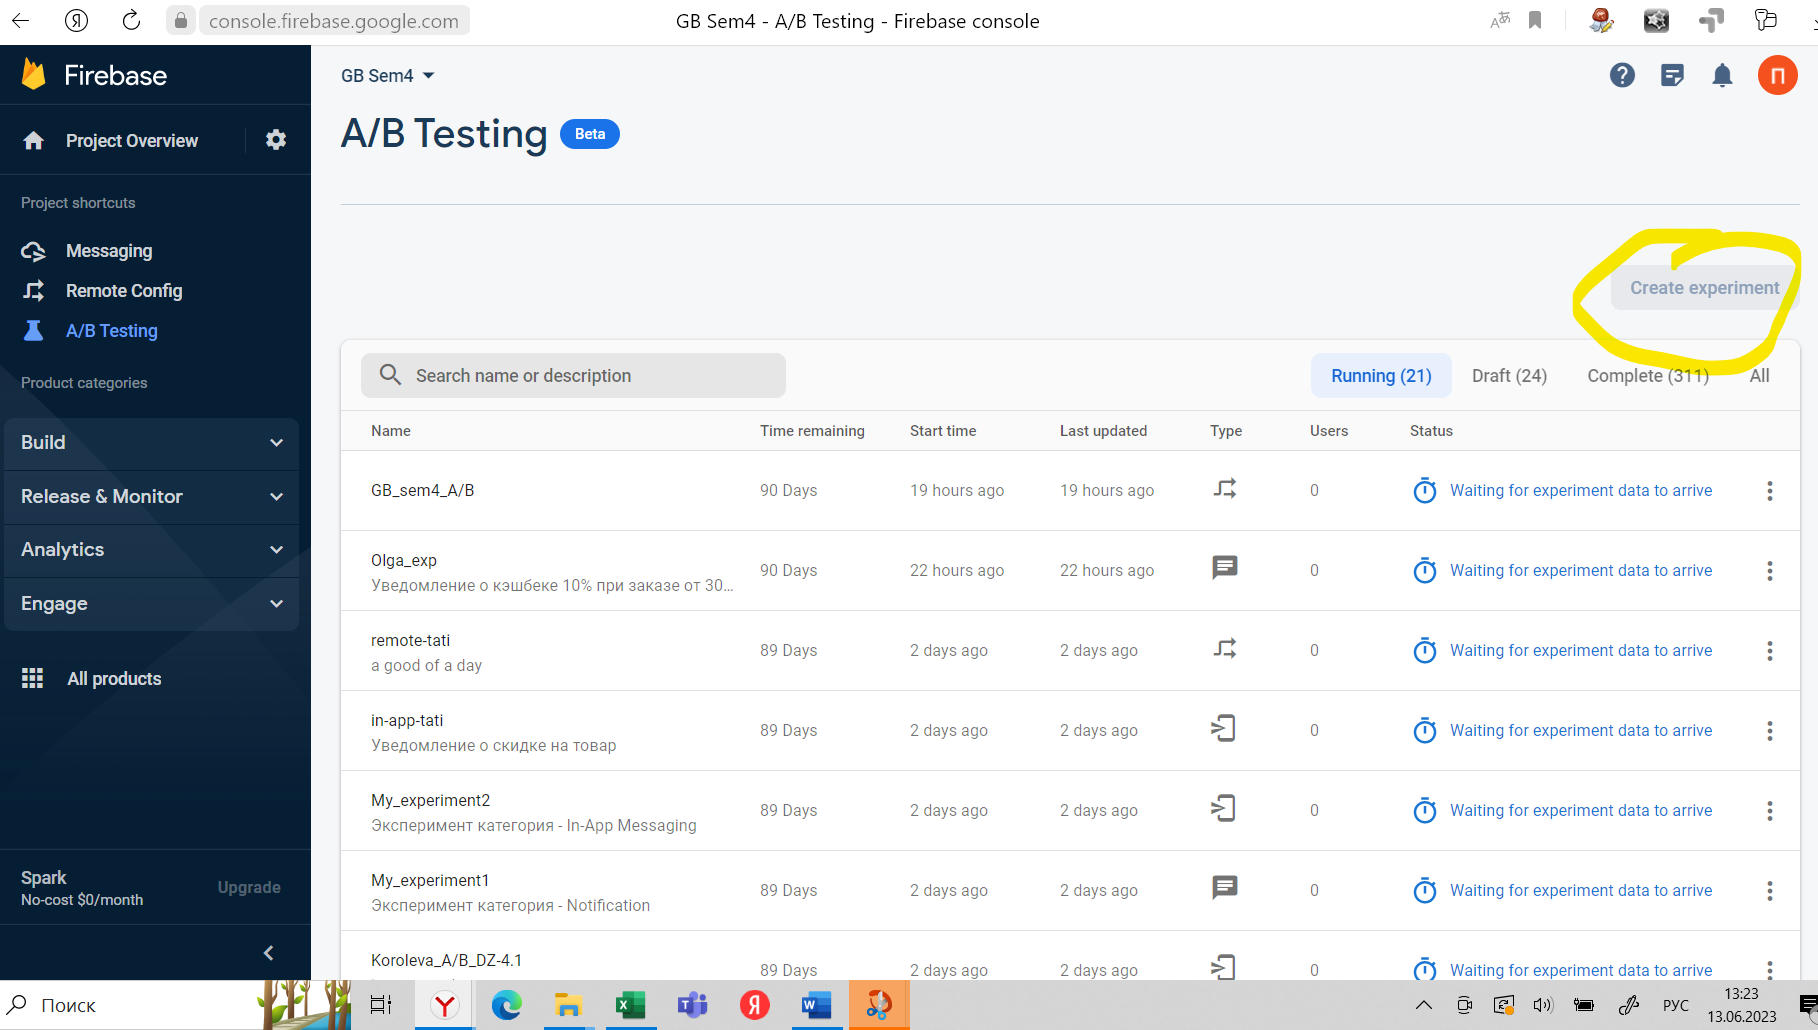 console.firebase.google.com
GB Sem4 - A/B Testing - Firebase console
Firebase
GB Sem4
A/B Testing
Beta
Project Overview
Project shortcuts
Messaging
Remote Config
A/B Testing
Product categories
Build
Release & Monitor
Analytics
Engage
All products
Spark
No-cost $0/month
Upgrade
Create experiment
Search name or description
Running (21)
Draft (24)
Complete (311)
All
Name Time remaining Start time Last updated Type Users Status
GB_sem4_A/B 90 Days 19 hours ago 19 hours ago 0 Waiting for experiment data to arrive
Olga_exp
Уведомление о кэшбеке 10% при заказе от 30...
90 Days 22 hours ago 22 hours ago 0 Waiting for experiment data to arrive
remote-tati
a good of a day
89 Days 2 days ago 2 days ago 0 Waiting for experiment data to arrive
in-app-tati
Уведомление о скидке на товар
89 Days 2 days ago 2 days ago 0 Waiting for experiment data to arrive
My_experiment2
Эксперимент категория - In-App Messaging
89 Days 2 days ago 2 days ago 0 Waiting for experiment data to arrive
My_experiment1
Эксперимент категория - Notification
89 Days 2 days ago 2 days ago 0 Waiting for experiment data to arrive
Koroleva_A/B_DZ-4.1
89 Days 2 days ago 2 days ago 0 Waiting for experiment data to arrive
Поиск
РУС
13:23
13.06.2023